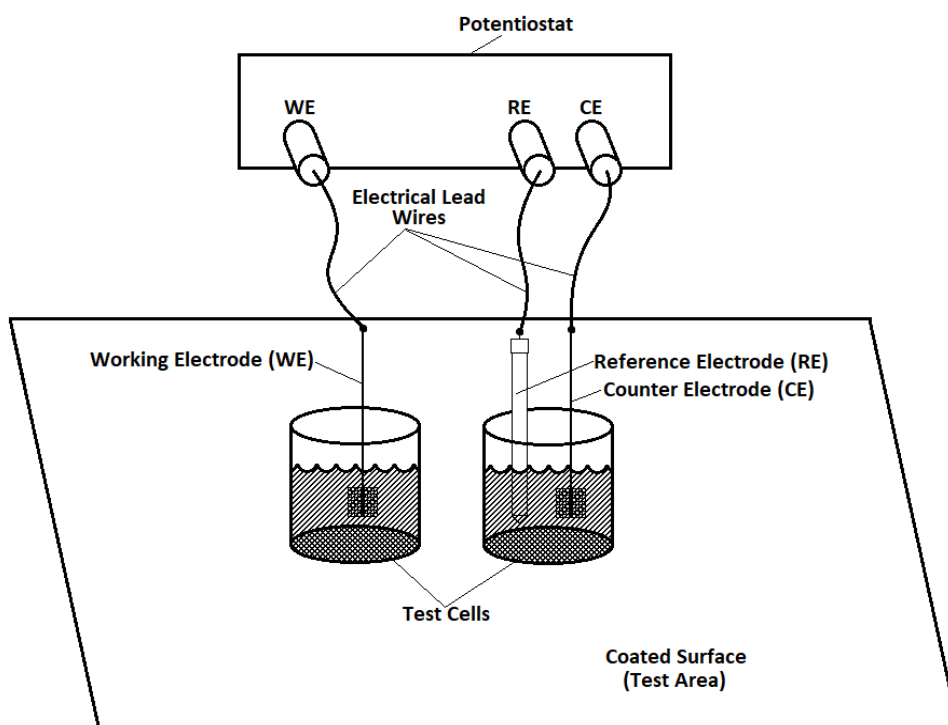 Potentiostat
WE
RE
CE
Electrical Lead
Wires
Working Electrode (WE)
Reference Electrode (RE)
Counter Electrode (CE)
Test Cells
Coated Surface
(Test Area)